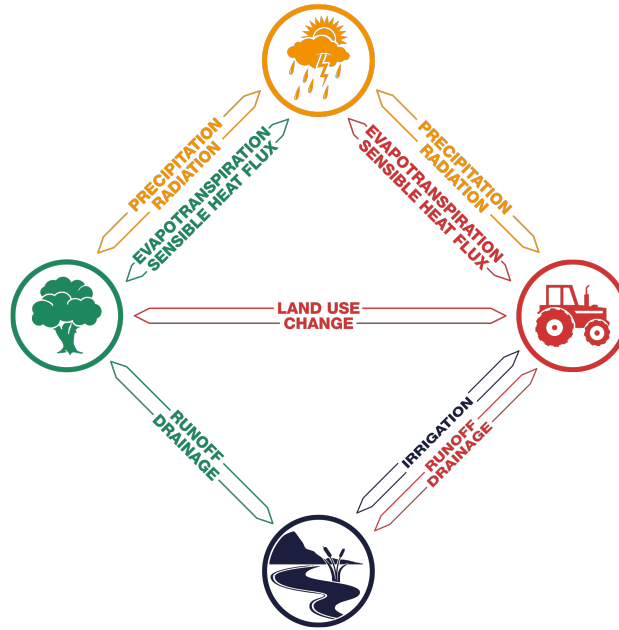 PRECIPITATION
RADIATION
EVAPOTRANSPIRATION
SENSIBLE HEAT FLUX
EVAPOTRANSPIRATION
SENSIBLE HEAT FLUX
PRECIPITATION
RADIATION
LAND USE
CHANGE
RUNOFF
DRAINAGE
IRRIGATION
RUNOFF
DRAINAGE